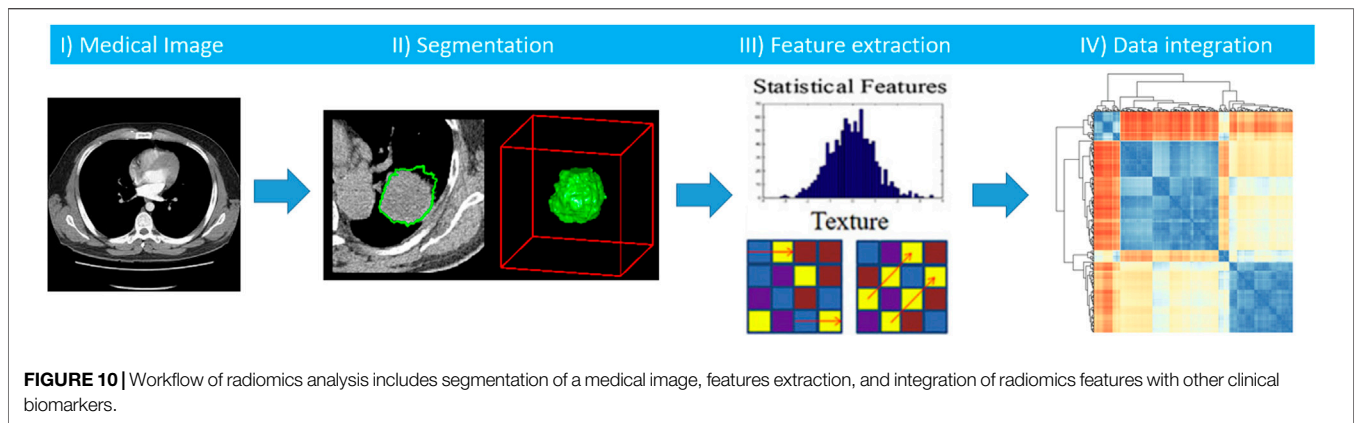 I) Medical Image
II) Segmentation
III) Feature extraction
IV) Data integration
Statistical Features
Texture
FIGURE 10 | Workflow of radiomics analysis includes segmentation of a medical image, features extraction, and integration of radiomics features with other clinical
biomarkers.